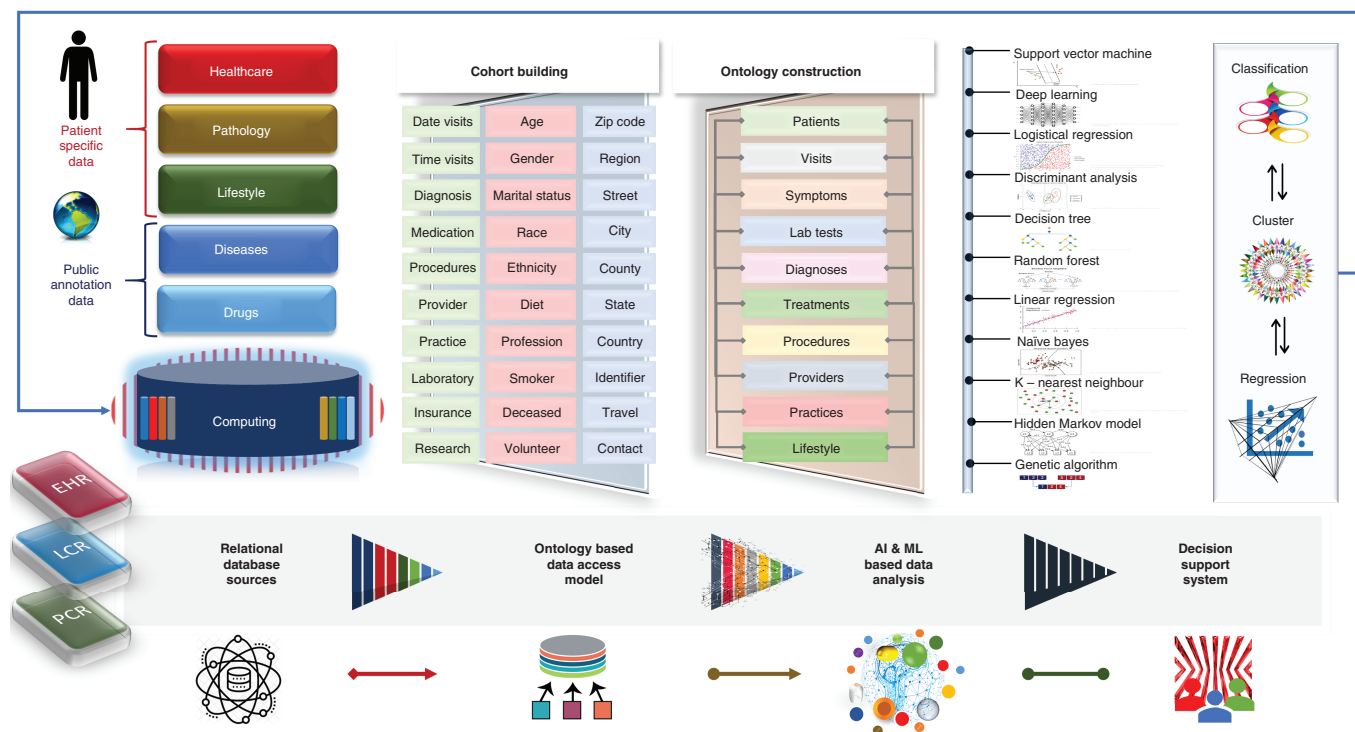 Patient
specific
data
Public
annotation
data
Healthcare
Pathology
Lifestyle
Diseases
Drugs
Computing
Cohort building
Date visits
Age
Zip code
Time visits
Gender
Region
Diagnosis
Marital status
Street
Medication
Race
City
Procedures
Ethnicity
County
Provider
Diet
State
Practice
Profession
Country
Laboratory
Smoker
Identifier
Insurance
Deceased
Travel
Research
Volunteer
Contact
Ontology construction
Patients
Visits
Symptoms
Lab tests
Diagnoses
Treatments
Procedures
Providers
Practices
Lifestyle
Support vector machine
Deep learning
Logistical regression
Discriminant analysis
Decision tree
Random forest
Linear regression
Naïve bayes
K – nearest neighbour
Hidden Markov model
Genetic algorithm
Classification
Cluster
Regression
EHR
LCR
PCR
Relational
database
sources
Ontology based
data access
model
AI & ML
based data
analysis
Decision
support
system